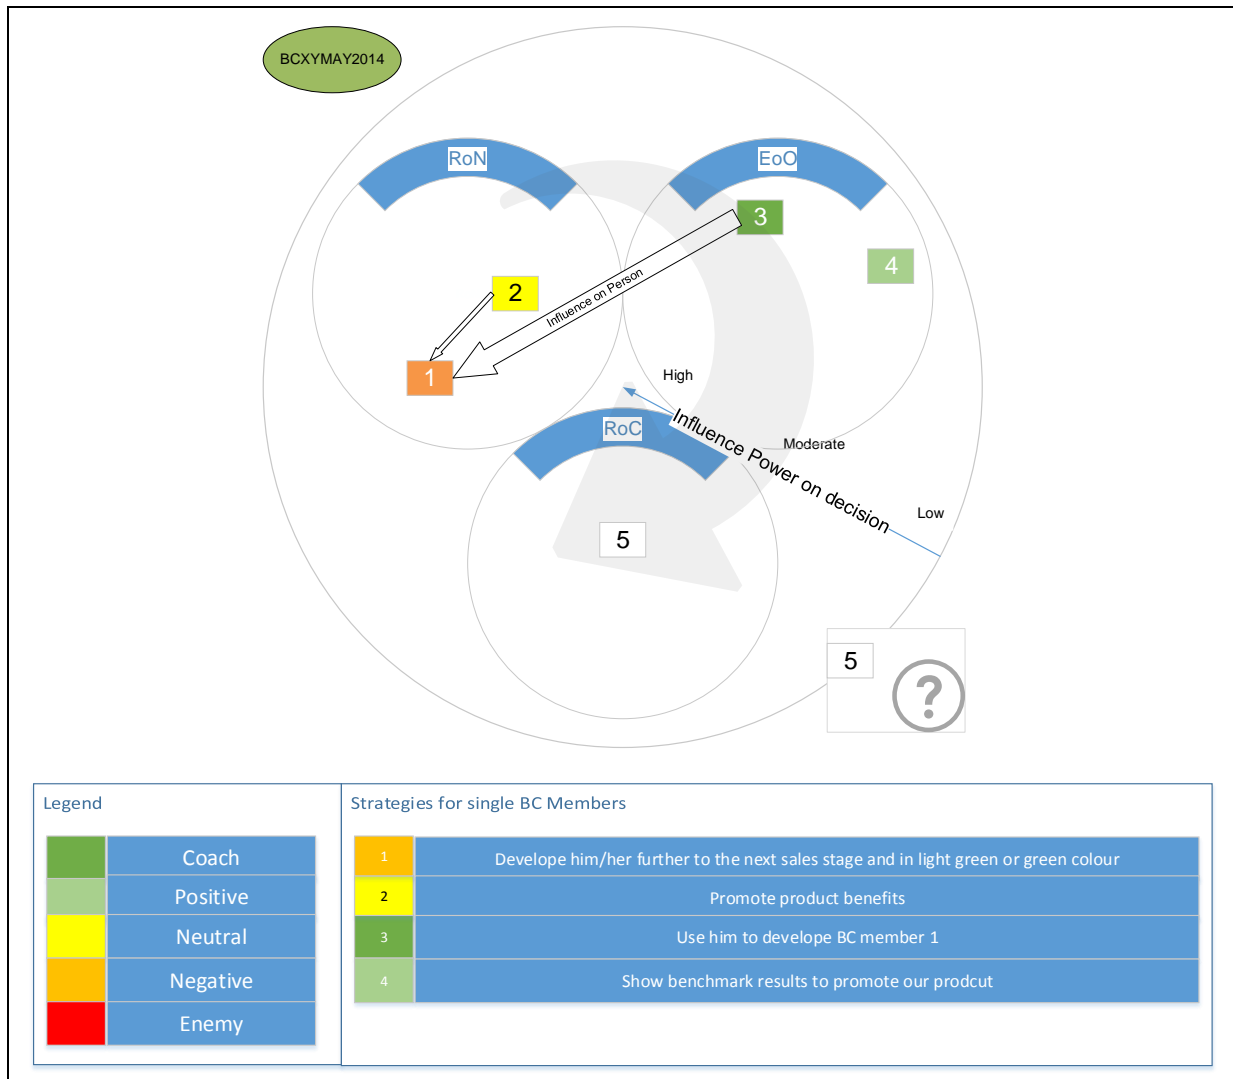 BCXYMAY2014
RoN
EoO
3
4
2
Influence on Person
1
High
RoC
Influence Power on decision
Moderate
Low
5
5
?
Legend
Coach
Positive
Neutral
Negative
Enemy
Strategies for single BC Members
1 Develope him/her further to the next sales stage and in light green or green colour
2 Promote product benefits
3 Use him to develope BC member 1
4 Show benchmark results to promote our prodcut